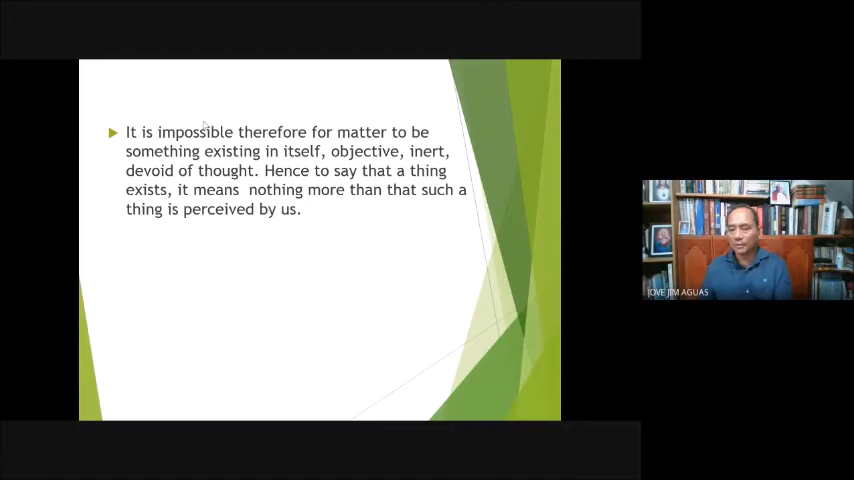 It is impossible therefore for matter to be
something existing in itself, objective, inert,
devoid of thought. Hence to say that a thing
exists, it means nothing more than that such a
thing is perceived by us.
JOVE JIM AGUAS